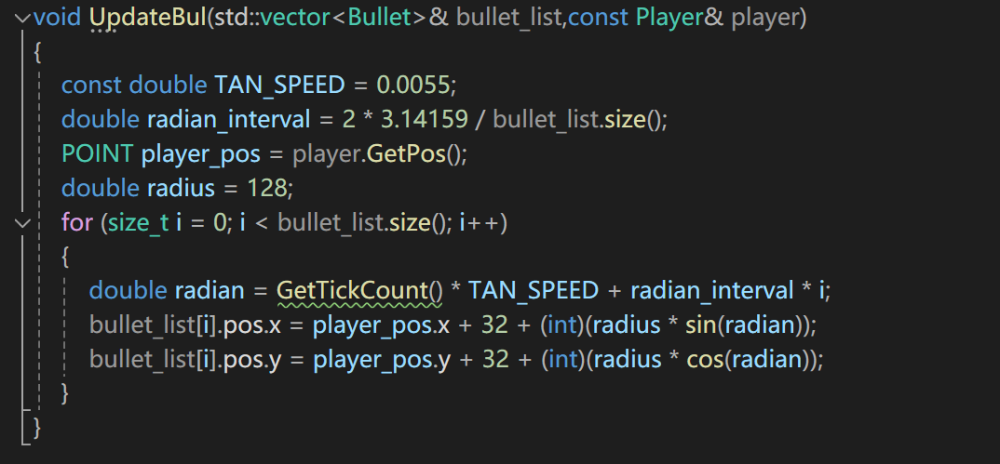 void UpdateBul(std::vector<Bullet>& bullet_list,const Player& player)
{
const double TAN_SPEED = 0.0055;
double radian_interval = 2 * 3.14159 / bullet_list.size();
POINT player_pos = player.GetPos();
double radius = 128;
for (size_t i = 0; i < bullet_list.size(); i++)
{
double radian = GetTickCount() * TAN_SPEED + radian_interval * i;
bullet_list[i].pos.x = player_pos.x + 32 + (int)(radius * sin(radian));
bullet_list[i].pos.y = player_pos.y + 32 + (int)(radius * cos(radian));
}
}